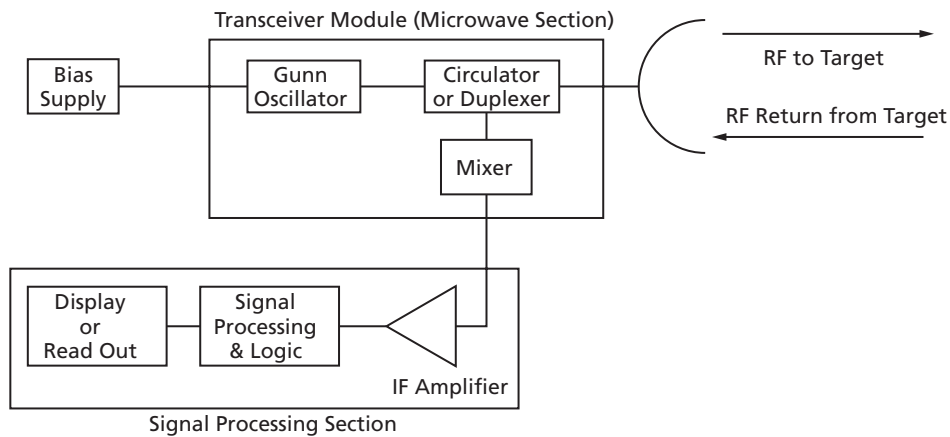 Transceiver Module (Microwave Section)
Bias
Supply
Gunn
Oscillator
Circulator
or Duplexer
Mixer
RF to Target
RF Return from Target
Display
or
Read Out
Signal
Processing
& Logic
IF Amplifier
Signal Processing Section